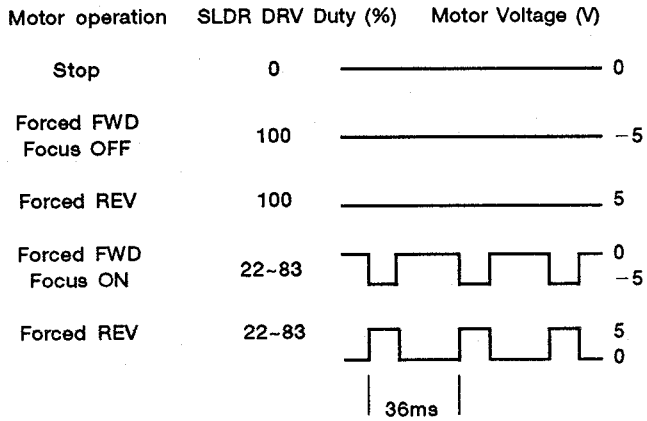 Motor operation SLDR DRV Duty (%) Motor Voltage (V)
Stop 0 0
Forced FWD
Focus OFF 100 −5
Forced REV 100 5
Forced FWD 0
Focus ON 22~83 −5
Forced REV 22~83 5
0
36ms